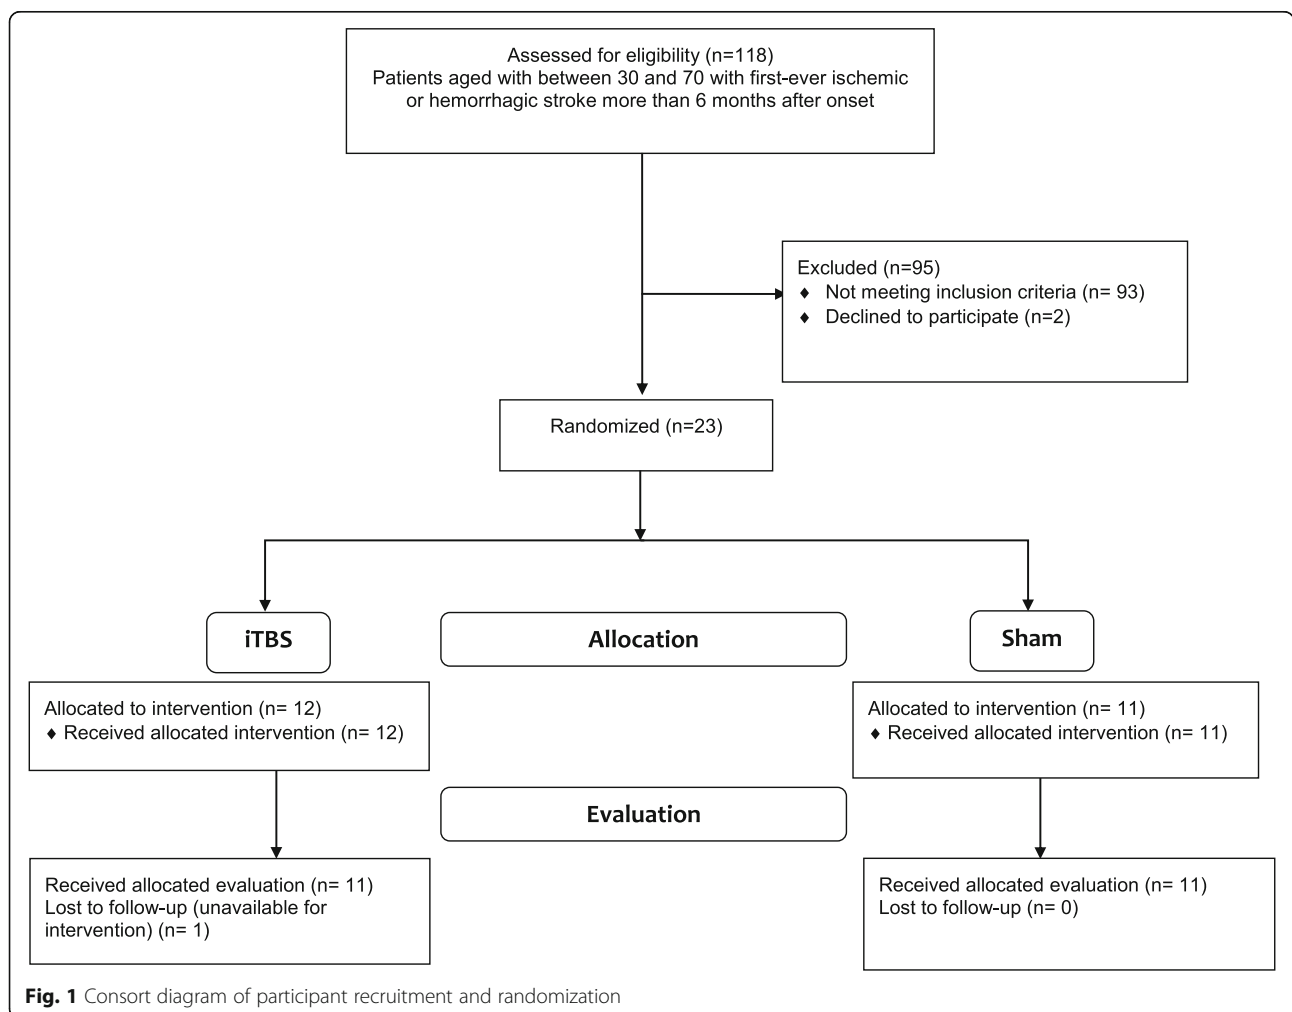 Assessed for eligibility (n=118)
Patients aged with between 30 and 70 with first-ever ischemic
or hemorrhagic stroke more than 6 months after onset
Excluded (n=95)
♦ Not meeting inclusion criteria (n= 93)
♦ Declined to participate (n=2)
Randomized (n=23)
iTBS
Allocation
Sham
Allocated to intervention (n= 12)
♦ Received allocated intervention (n= 12)
Allocated to intervention (n= 11)
♦ Received allocated intervention (n= 11)
Evaluation
Received allocated evaluation (n= 11)
Lost to follow-up (unavailable for
intervention) (n= 1)
Received allocated evaluation (n= 11)
Lost to follow-up (n= 0)
Fig. 1 Consort diagram of participant recruitment and randomization